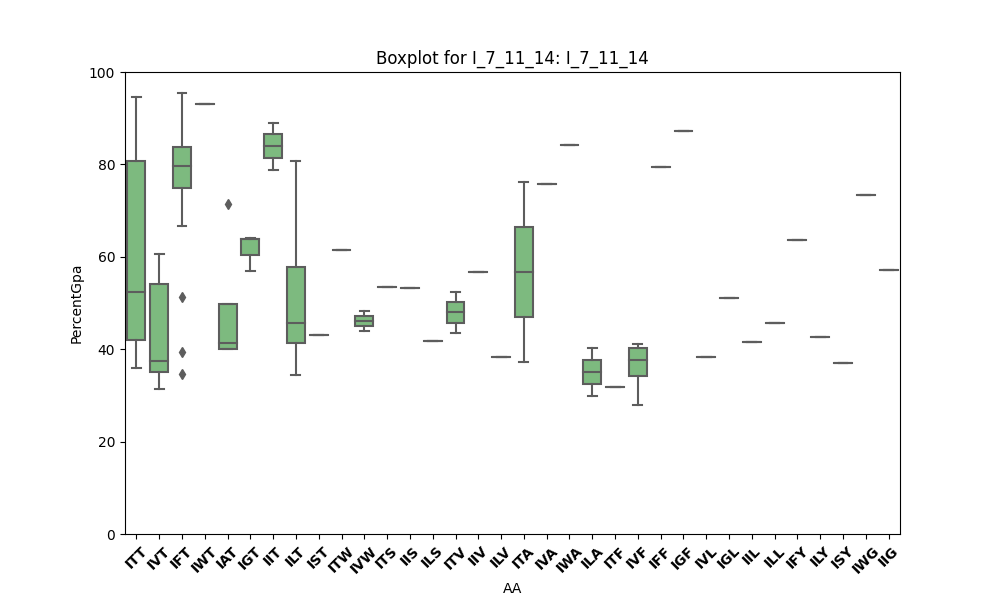 Boxplot for I_7_11_14: I_7_11_14
100
80
60
40
20
0
PercentGpa
ITT IVT IFT IWT IAT IGT IIT ILT IST ITW IVW ITS IIS ILS ITV IIV ILV ITA IVA IWA ILA ITF IVF IFF IGF IVL IGL IIL ILL IFY ILY ISY IWG IIG
AA